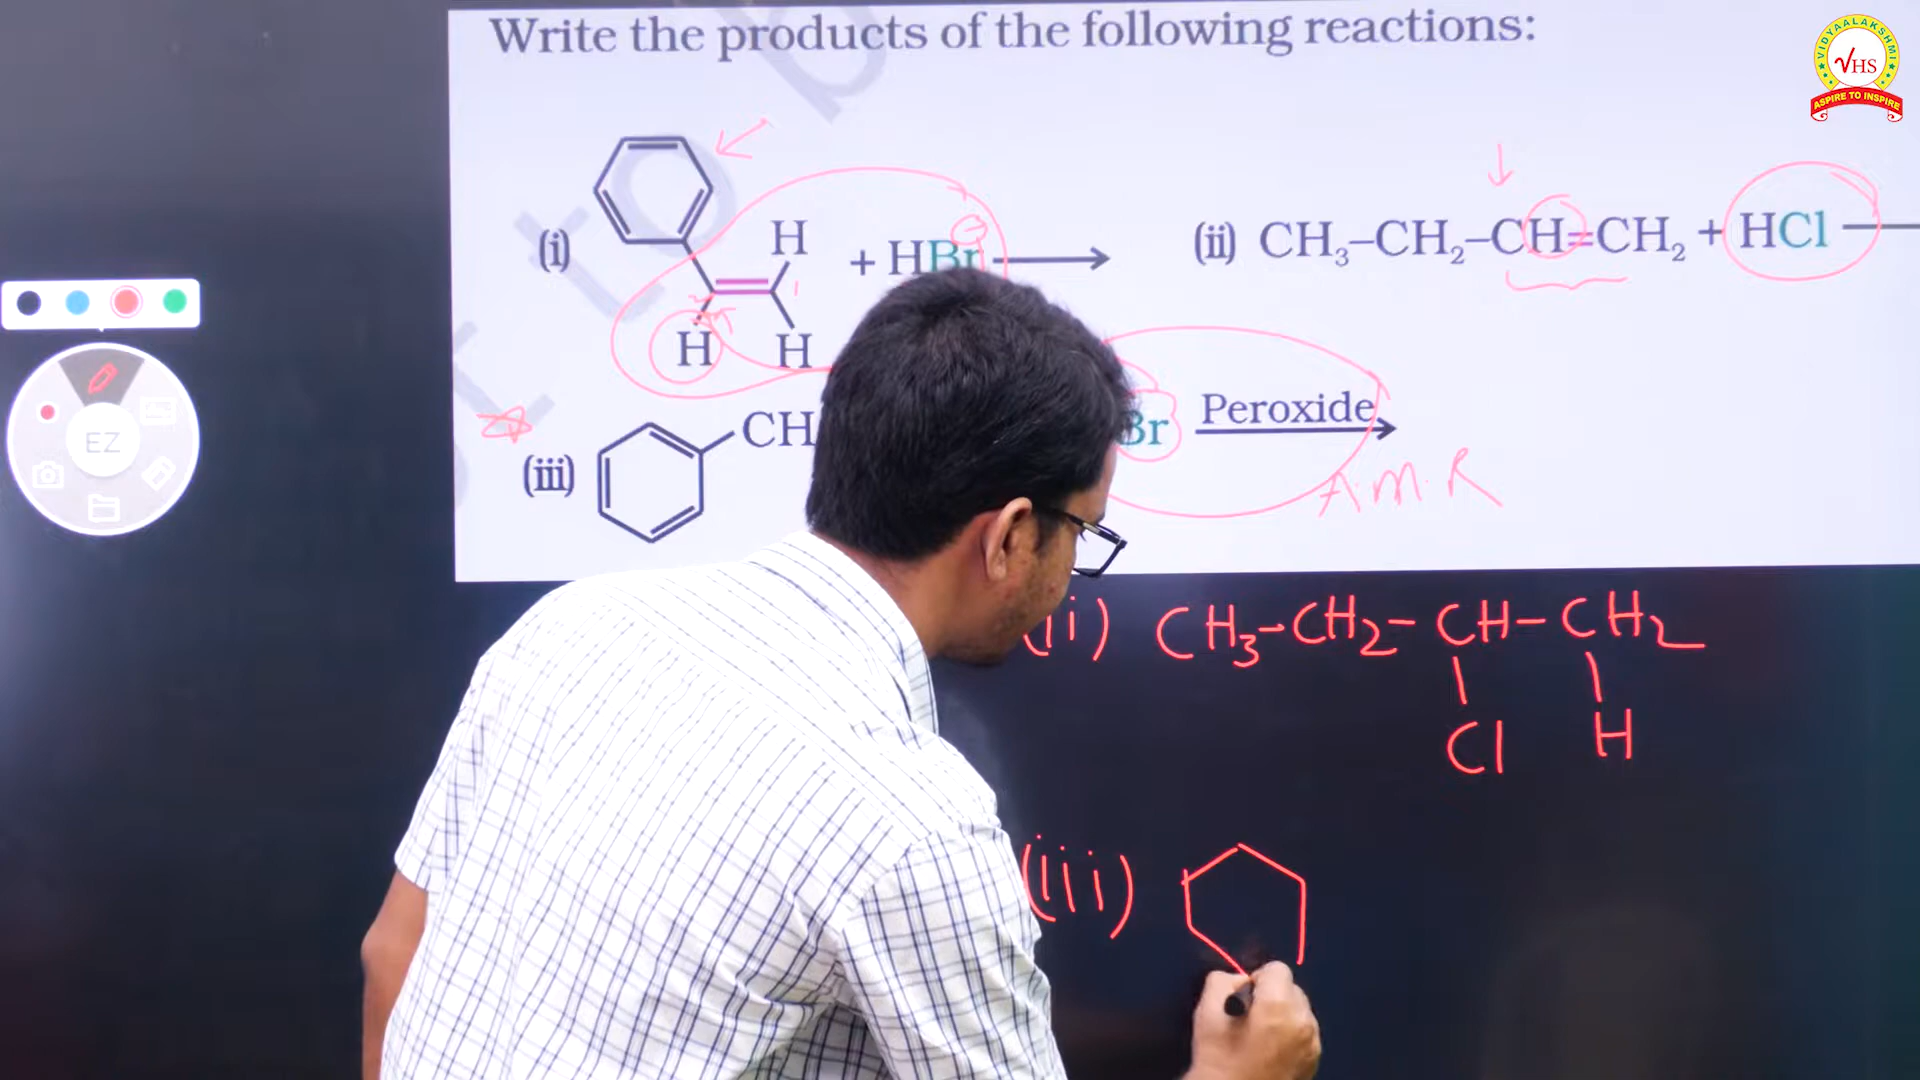 Write the products of the following reactions:
VIDYAALAKSHMI
VHS
ASPIRE TO INSPIRE
(i)
H
H
H
+ HBr
(ii) CH₃–CH₂–CH=CH₂ + HCl
(iii)
CH
Br
Peroxide
A.M.R
EZ
(ii) CH₃-CH₂-CH-CH₂
Cl
H
(iii)